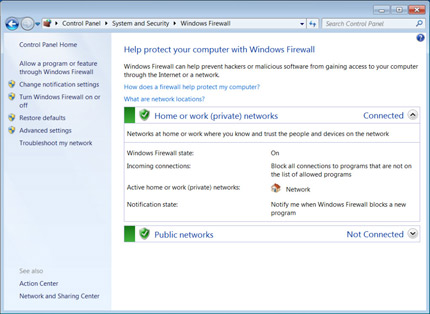 Control Panel ▸ System and Security ▸ Windows Firewall
Search Control Panel
Control Panel Home
Allow a program or feature
through Windows Firewall
Change notification settings
Turn Windows Firewall on or
off
Restore defaults
Advanced settings
Troubleshoot my network
See also
Action Center
Network and Sharing Center
Help protect your computer with Windows Firewall
Windows Firewall can help prevent hackers or malicious software from gaining access to your computer
through the Internet or a network.
How does a firewall help protect my computer?
What are network locations?
Home or work (private) networks Connected
Networks at home or work where you know and trust the people and devices on the network
Windows Firewall state: On
Incoming connections: Block all connections to programs that are not on
the list of allowed programs
Active home or work (private) networks: Network
Notification state: Notify me when Windows Firewall blocks a new
program
Public networks Not Connected